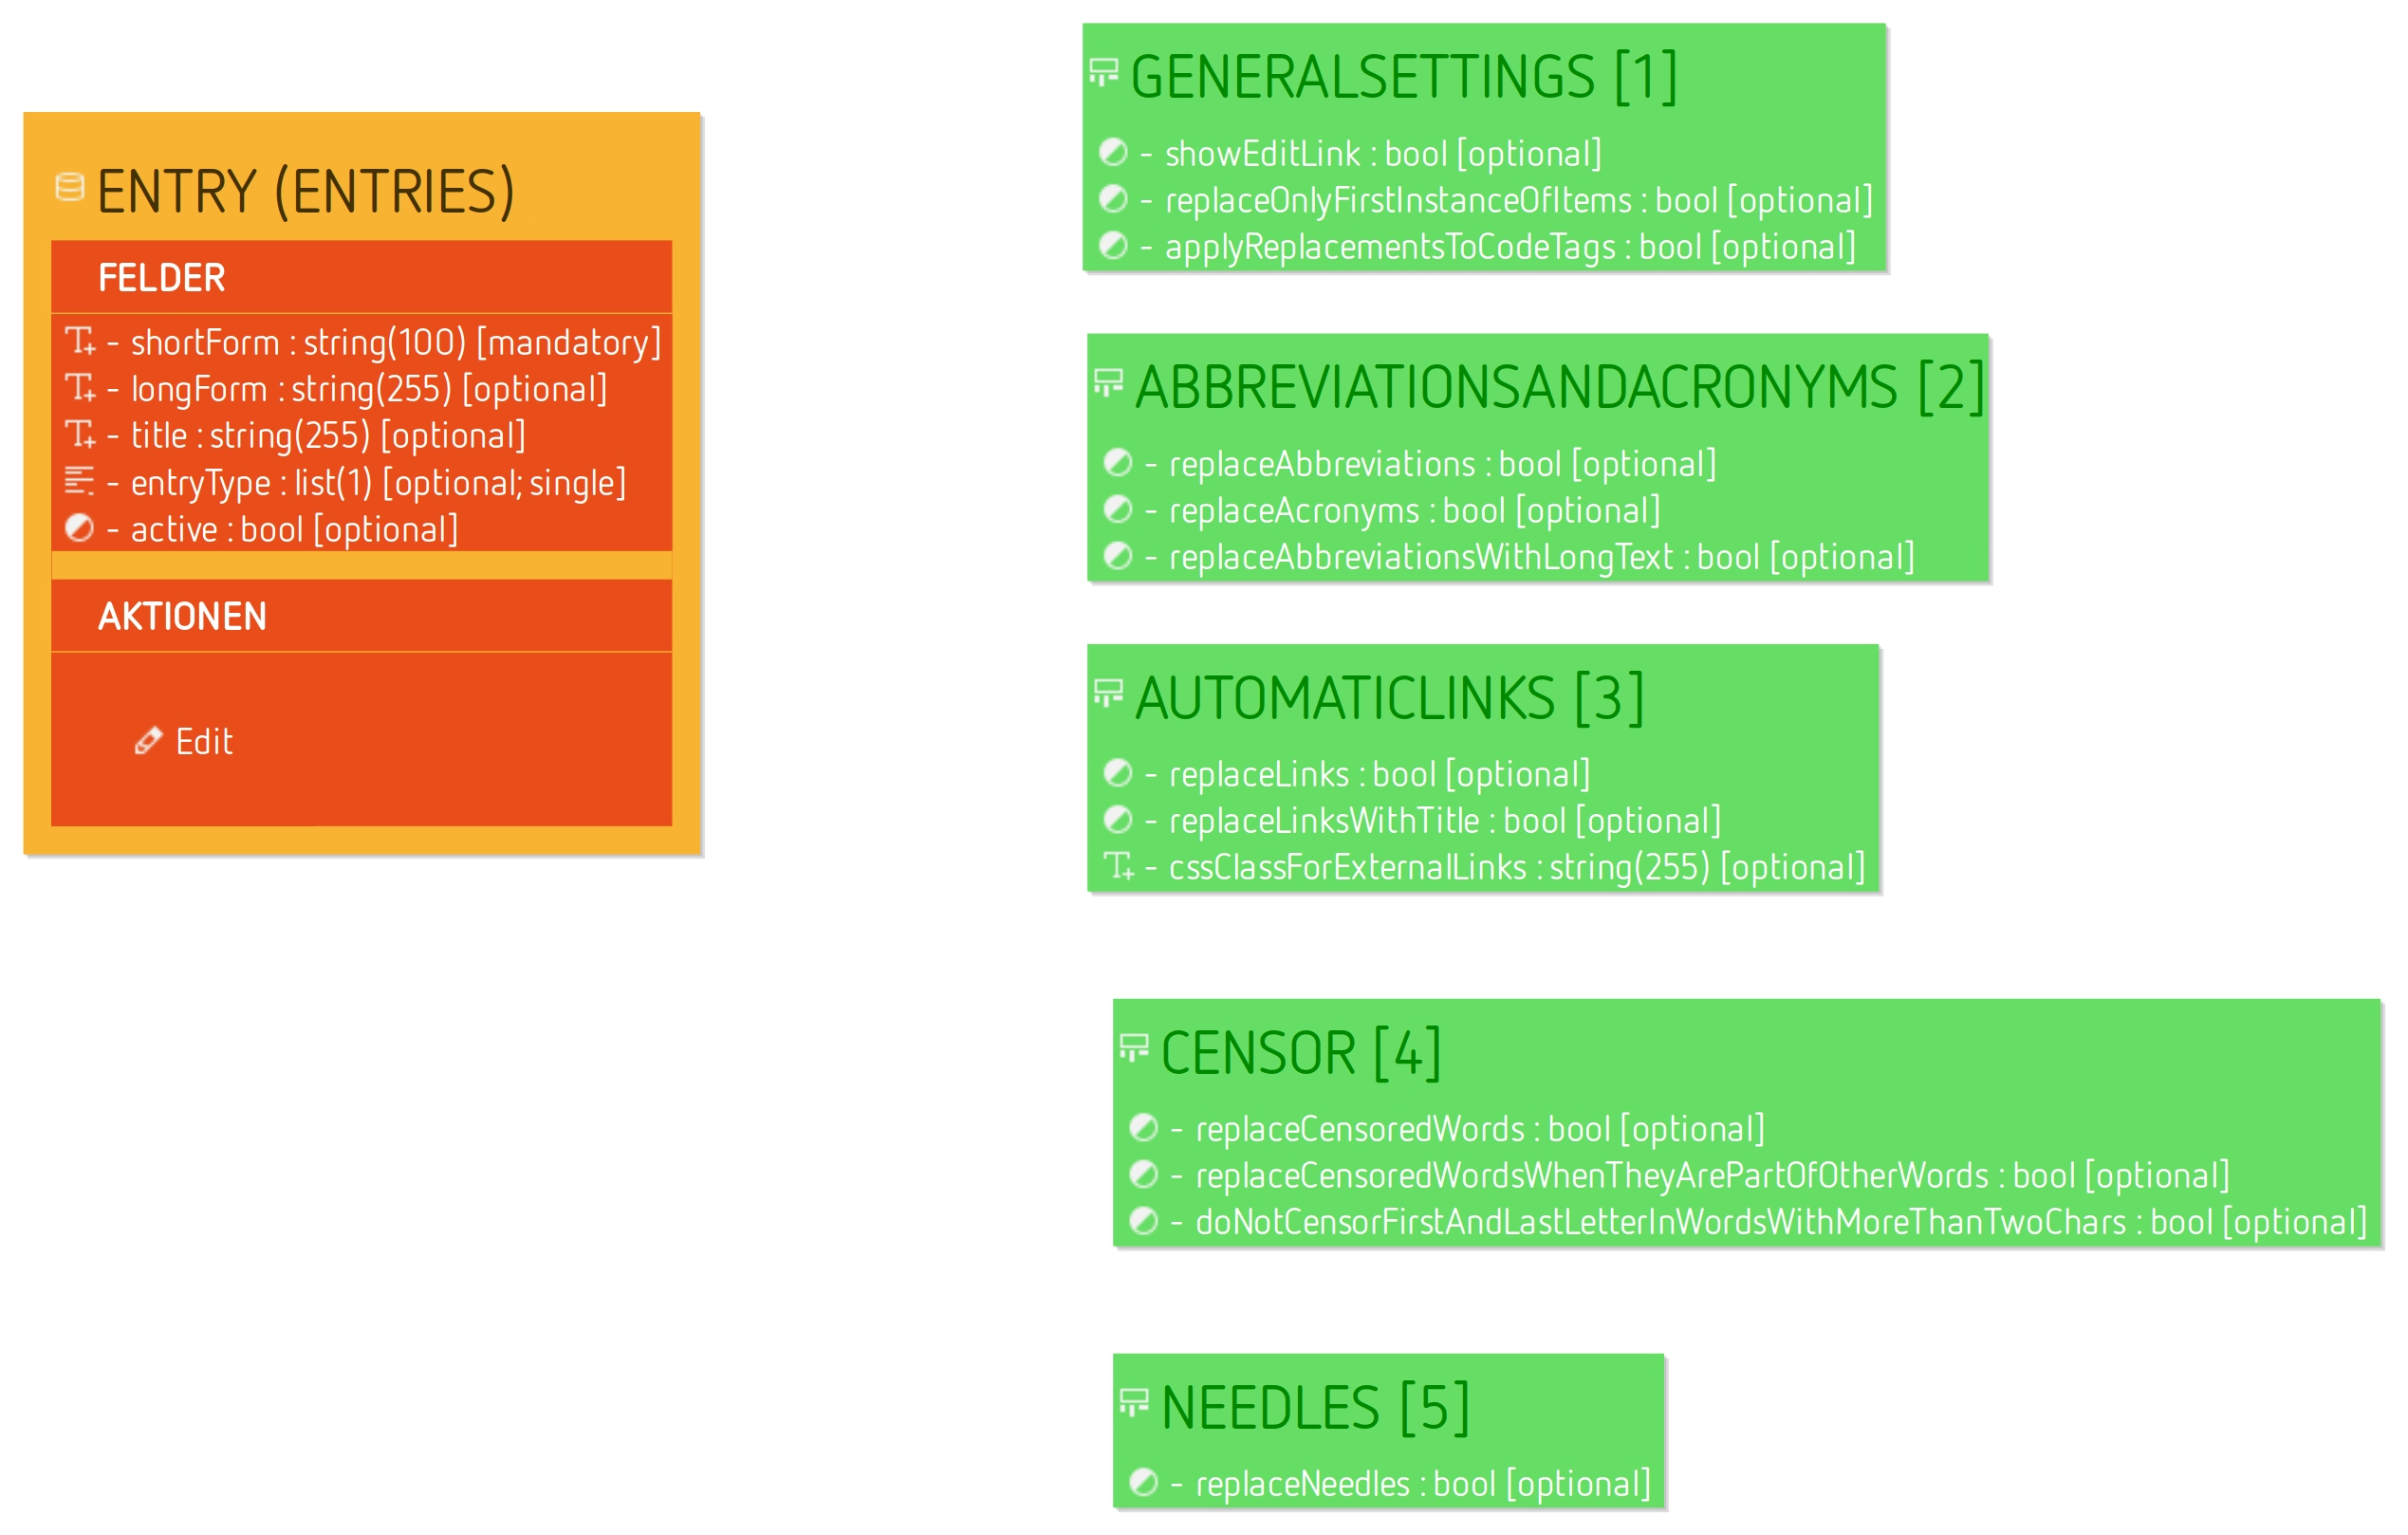 ENTRY (ENTRIES)
FELDER
- shortForm : string(100) [mandatory]
- longForm : string(255) [optional]
- title : string(255) [optional]
- entryType : list(1) [optional; single]
- active : bool [optional]
AKTIONEN
Edit
GENERALSETTINGS [1]
- showEditLink : bool [optional]
- replaceOnlyFirstInstanceOfItems : bool [optional]
- applyReplacementsToCodeTags : bool [optional]
ABBREVIATIONSANDACRONYMS [2]
- replaceAbbreviations : bool [optional]
- replaceAcronyms : bool [optional]
- replaceAbbreviationsWithLongText : bool [optional]
AUTOMATICLINKS [3]
- replaceLinks : bool [optional]
- replaceLinksWithTitle : bool [optional]
- cssClassForExternalLinks : string(255) [optional]
CENSOR [4]
- replaceCensoredWords : bool [optional]
- replaceCensoredWordsWhenTheyArePartOfOtherWords : bool [optional]
- doNotCensorFirstAndLastLetterInWordsWithMoreThanTwoChars : bool [optional]
NEEDLES [5]
- replaceNeedles : bool [optional]